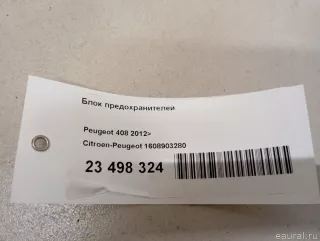 Блок предохранителей
Peugeot 408 2012>
Citroen-Peugeot 1608903280
23 498 324
eaural.ru